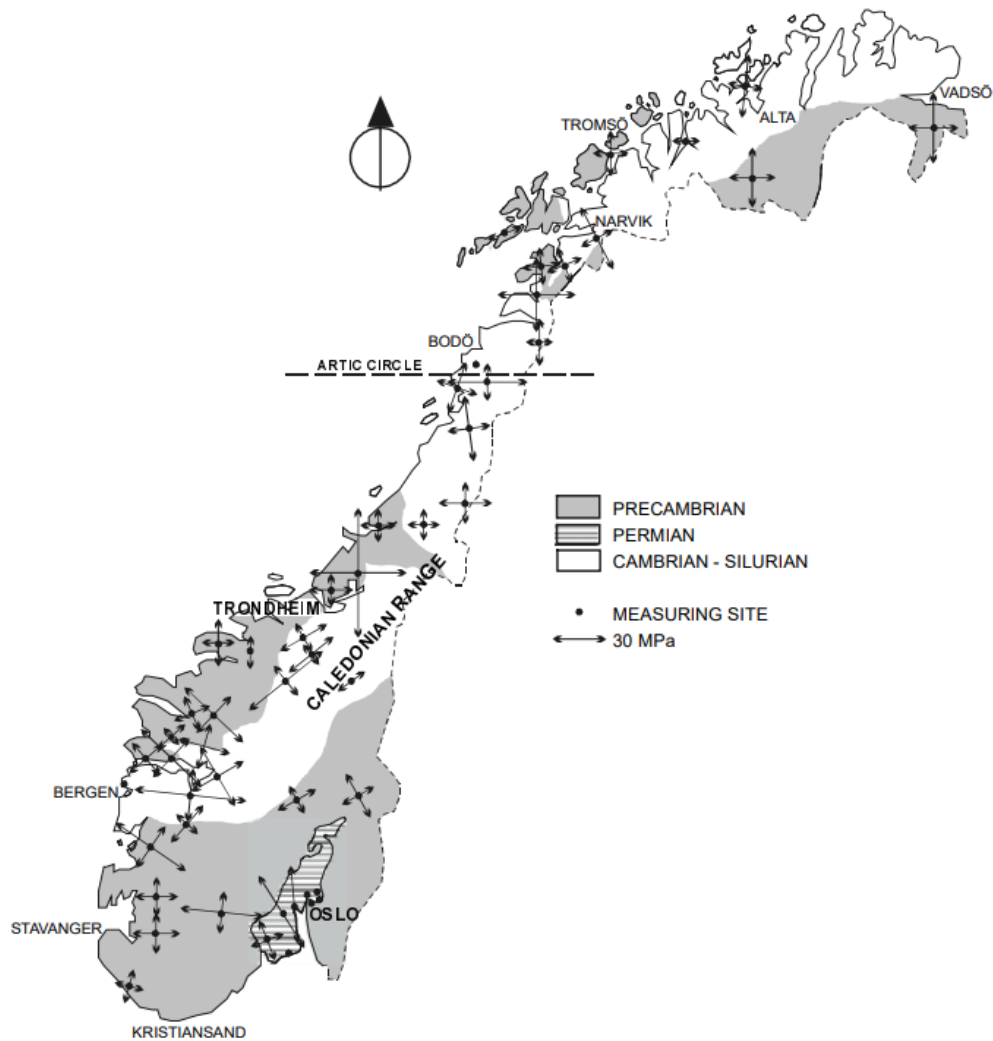 VADSÖ
ALTA
TROMSÖ
NARVIK
BODÖ
ARTIC CIRCLE
PRECAMBRIAN
PERMIAN
CAMBRIAN - SILURIAN
MEASURING SITE
30 MPa
TRONDHEIM
CALEDONIAN RANGE
BERGEN
OSLO
STAVANGER
KRISTIANSAND